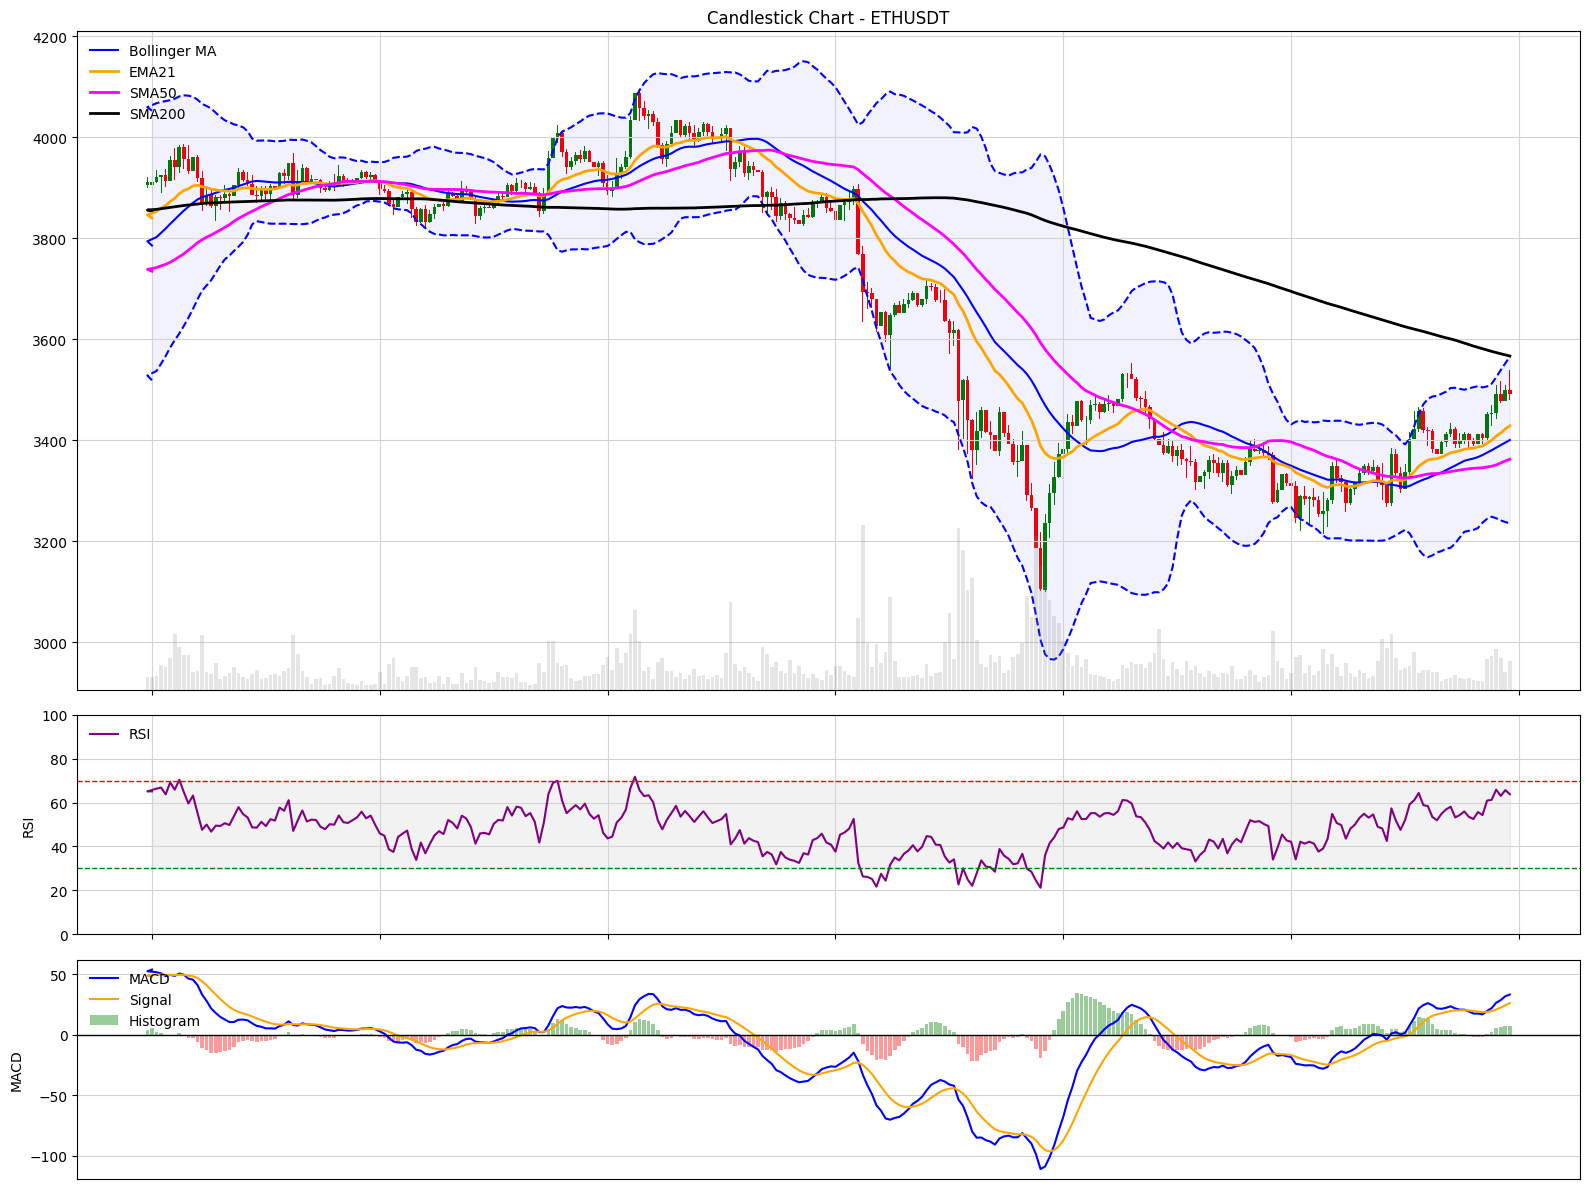 Candlestick Chart - ETHUSDT
4200
4000
3800
3600
3400
3200
3000
Bollinger MA
EMA21
SMA50
SMA200
100
80
60
40
20
0
RSI
RSI
50
0
−50
−100
MACD
MACD
Signal
Histogram